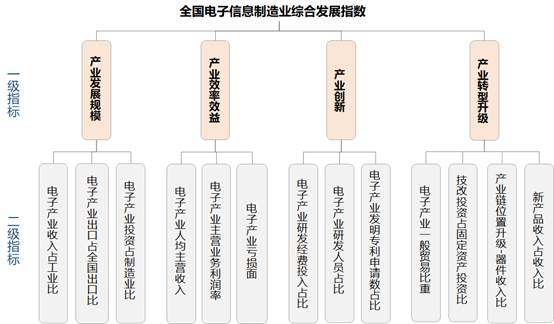 全国电子信息制造业综合发展指数
一级指标
产业发展规模
产业效率效益
产业创新
产业转型升级
二级指标
电子产业收入占工业比
电子产业出口占全国出口比
电子产业投资占制造业比
电子产业人均主营收入
电子产业主营业务利润率
电子产业亏损面
电子产业研发经费投入占比
电子产业研发人员占比
电子产业发明专利申请数占比
电子产业一般贸易比重
技改投资占固定资产投资比
产业链位置升级-器件收入比
新产品收入占收入比